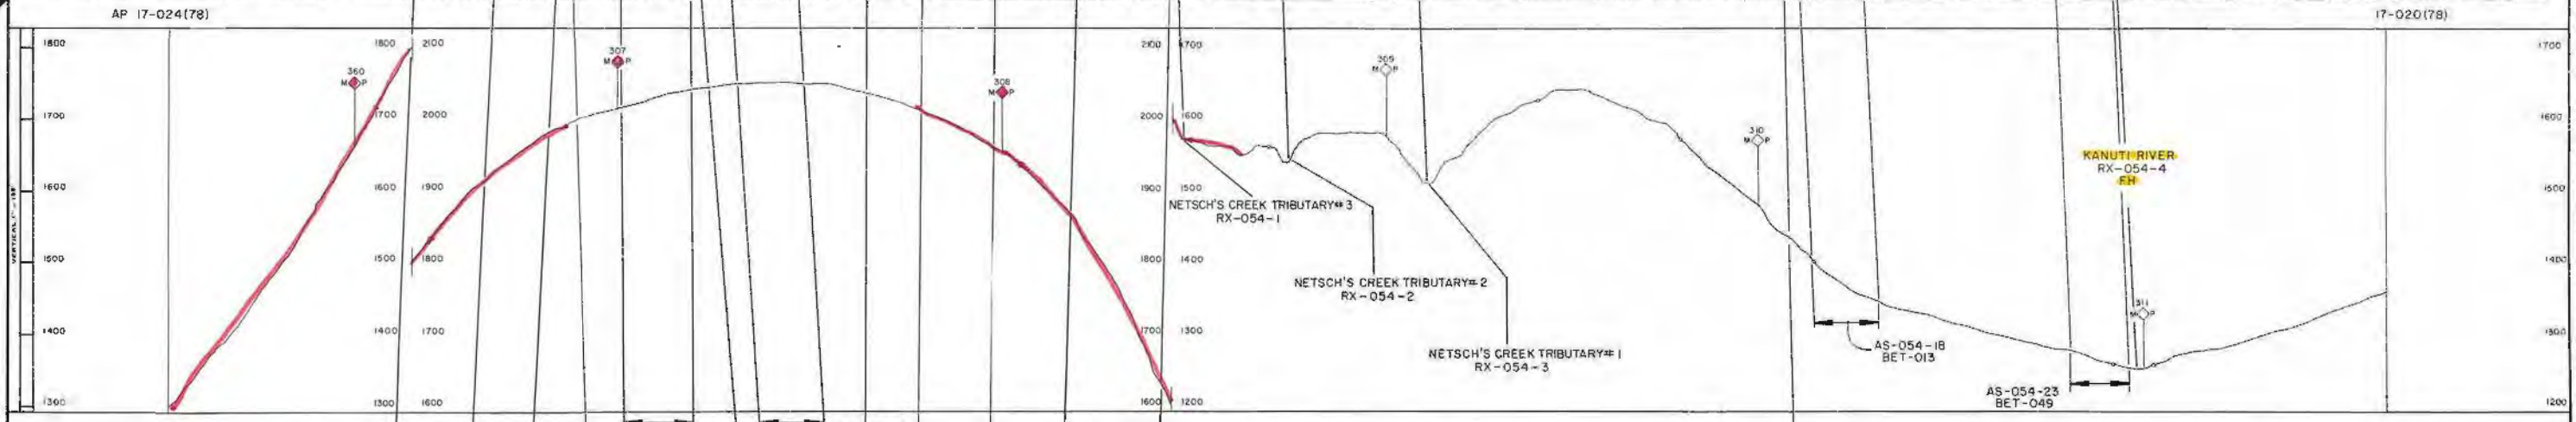 AP 17-024(78)
17-020(78)
1800
1700
1600
1500
1400
1300
1800 2100
1700 2000
1600 1900
1500 1800
1400 1700
1300 1600
2100 1700
2000 1600
1900 1500
1800 1400
1700 1300
1600 1200
1700
1600
1500
1400
1300
1200
360
M P
307
M P
308
M P
309
M P
310
M P
311
M P
NETSCH'S CREEK TRIBUTARY#3
RX-054-1
NETSCH'S CREEK TRIBUTARY#2
RX-054-2
NETSCH'S CREEK TRIBUTARY#1
RX-054-3
KANUTI RIVER
RX-054-4
FH
AS-054-18
BET-013
AS-054-23
BET-049